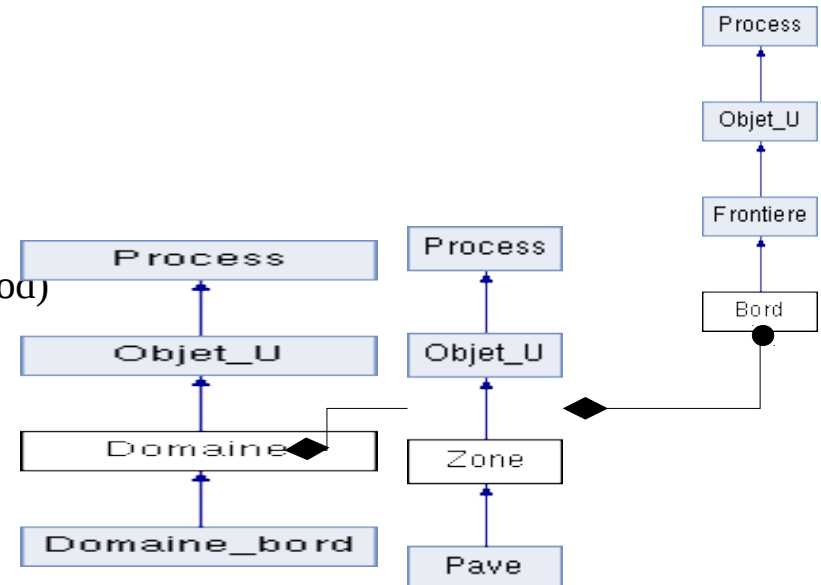 Process
Objet_U
Frontiere
Bord
Process
Objet_U
Domaine
Domaine_bord
Process
Objet_U
Zone
Pave